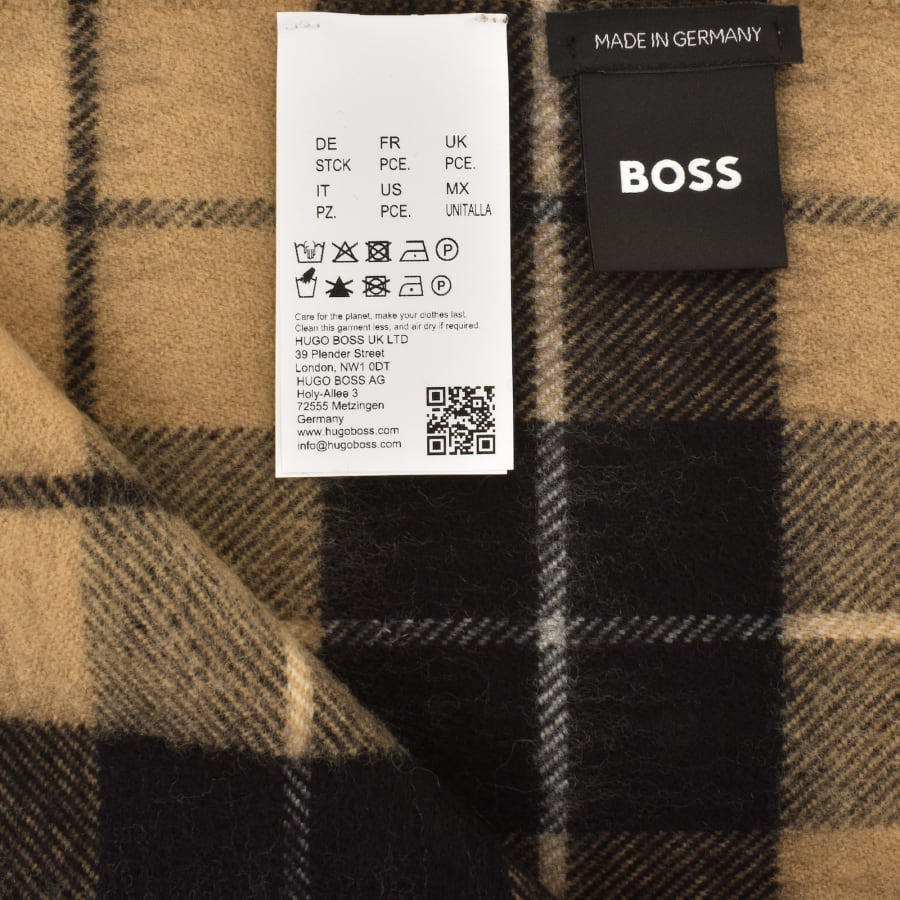 DE FR UK
STCK PCE. PCE.
IT US MX
PZ. PCE. UNITALLA
P
P
Care for the planet, make your clothes last.
Clean this garment less, and air dry if required.
HUGO BOSS UK LTD
39 Plender Street
London, NW1 0DT
HUGO BOSS AG
Holy-Allee 3
72555 Metzingen
Germany
www.hugoboss.com
info@hugoboss.com
MADE IN GERMANY
BOSS